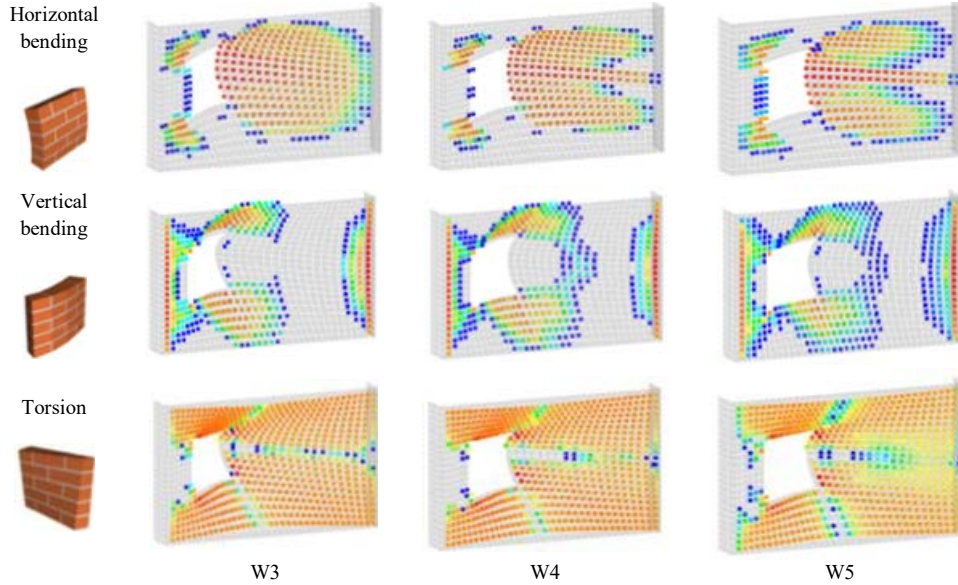 Horizontal
bending
Vertical
bending
Torsion
W3 W4 W5